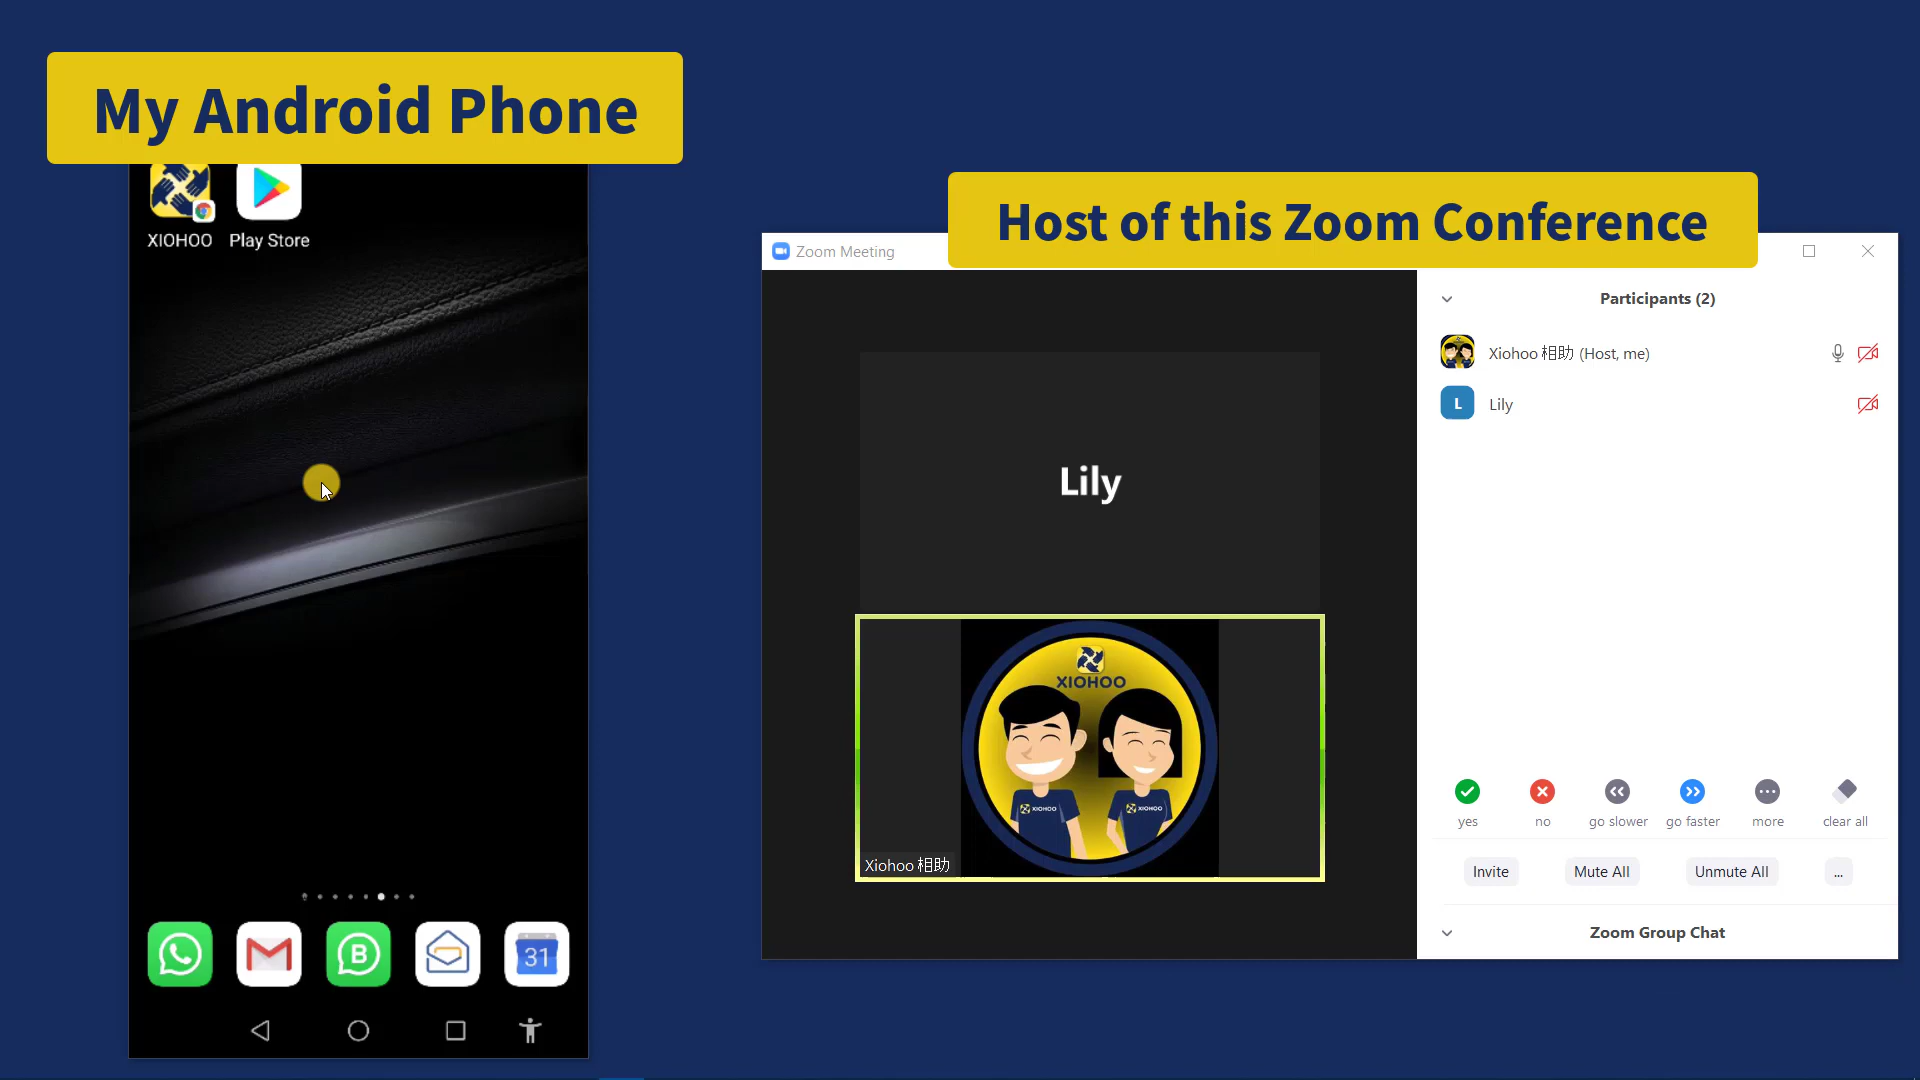 My Android Phone
XIOHOO
Play Store
B
31
Host of this Zoom Conference
Zoom Meeting
Lily
XIOHOO
XIOHOO
XIOHOO
Xiohoo 相助
Participants (2)
Xiohoo 相助 (Host, me)
L
Lily
yes
no
go slower
go faster
more
clear all
Invite
Mute All
Unmute All
...
Zoom Group Chat